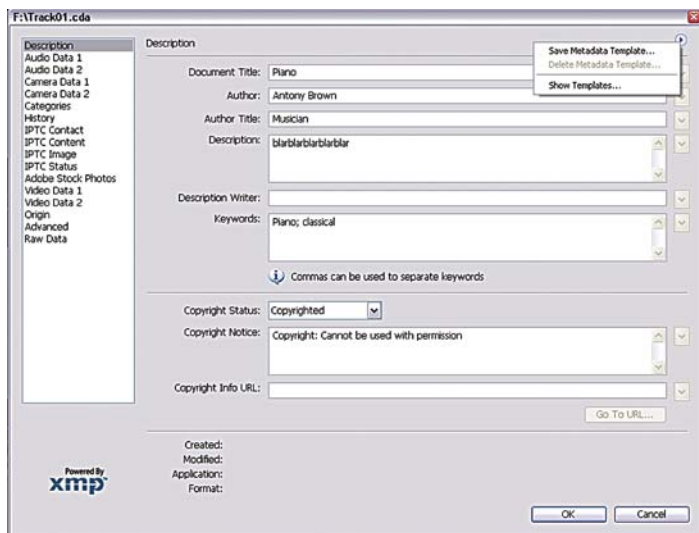 F:\Track01.cda
Description
Audio Data 1
Audio Data 2
Camera Data 1
Camera Data 2
Categories
History
IPTC Contact
IPTC Content
IPTC Image
IPTC Status
Adobe Stock Photos
Video Data 1
Video Data 2
Origin
Advanced
Raw Data
Powered By
xmp
Description
Save Metadata Template...
Delete Metadata Template...
Show Templates...
Document Title: Piano
Author: Antony Brown
Author Title: Musician
Description: blarblarblarblarblar
Description Writer:
Keywords: Piano; classical
Commas can be used to separate keywords
Copyright Status: Copyrighted
Copyright Notice: Copyright: Cannot be used with permission
Copyright Info URL:
Go To URL...
Created:
Modified:
Application:
Format:
OK
Cancel